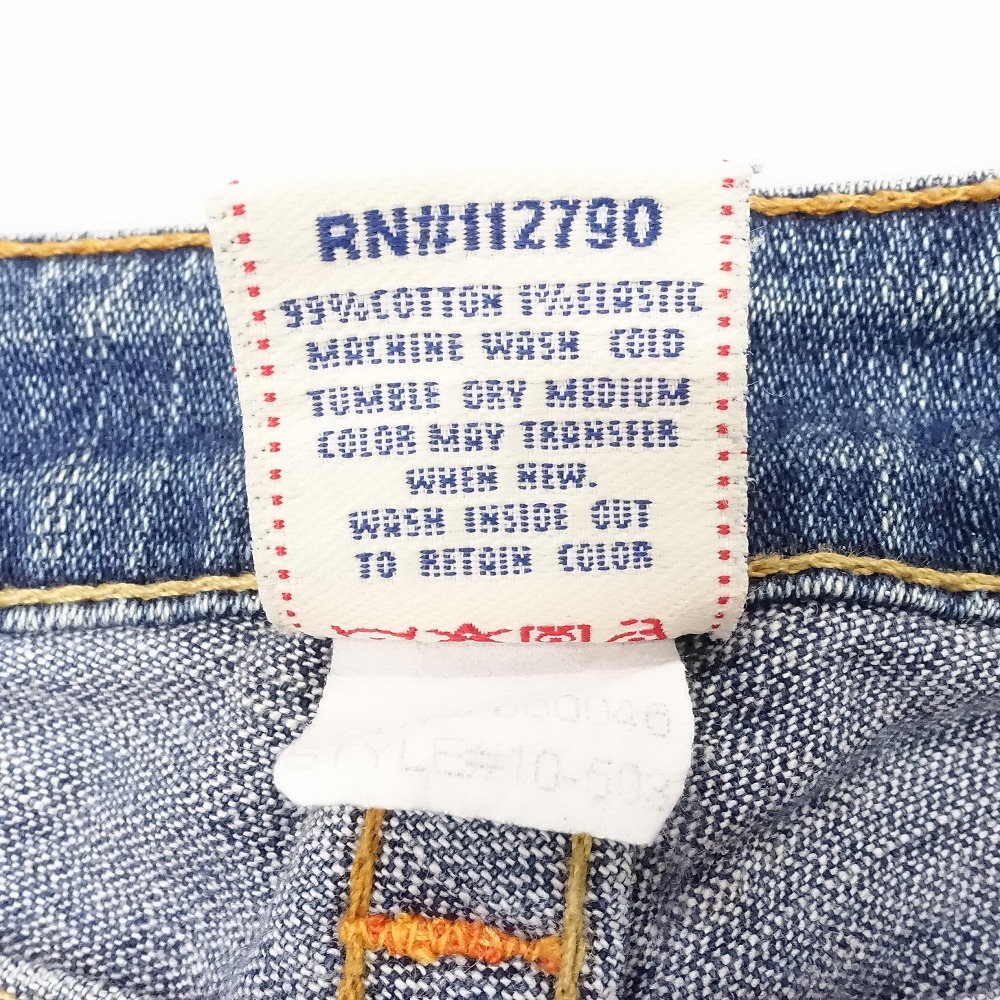 RN#112790
99%COTTON 1%ELASTIC
MACHINE WASH COLD
TUMBLE DRY MEDIUM
COLOR MAY TRANSFER
WHEN NEW.
WASH INSIDE OUT
TO RETAIN COLOR
STYLE#10-503